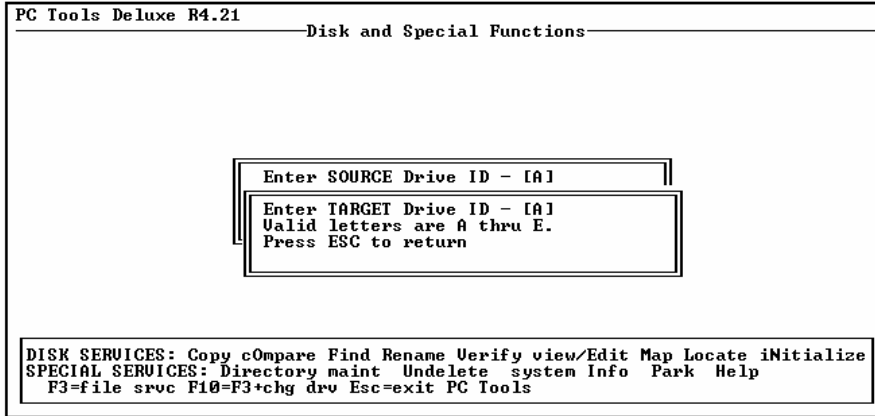 PC Tools Deluxe R4.21
Disk and Special Functions
Enter SOURCE Drive ID - [A]
Enter TARGET Drive ID - [A]
Valid letters are A thru E.
Press ESC to return
DISK SERVICES: Copy cOmpare Find Rename Verify view/Edit Map Locate iNitialize
SPECIAL SERVICES: Directory maint Undelete system Info Park Help
F3=file srvc F10=F3+chg drv Esc=exit PC Tools